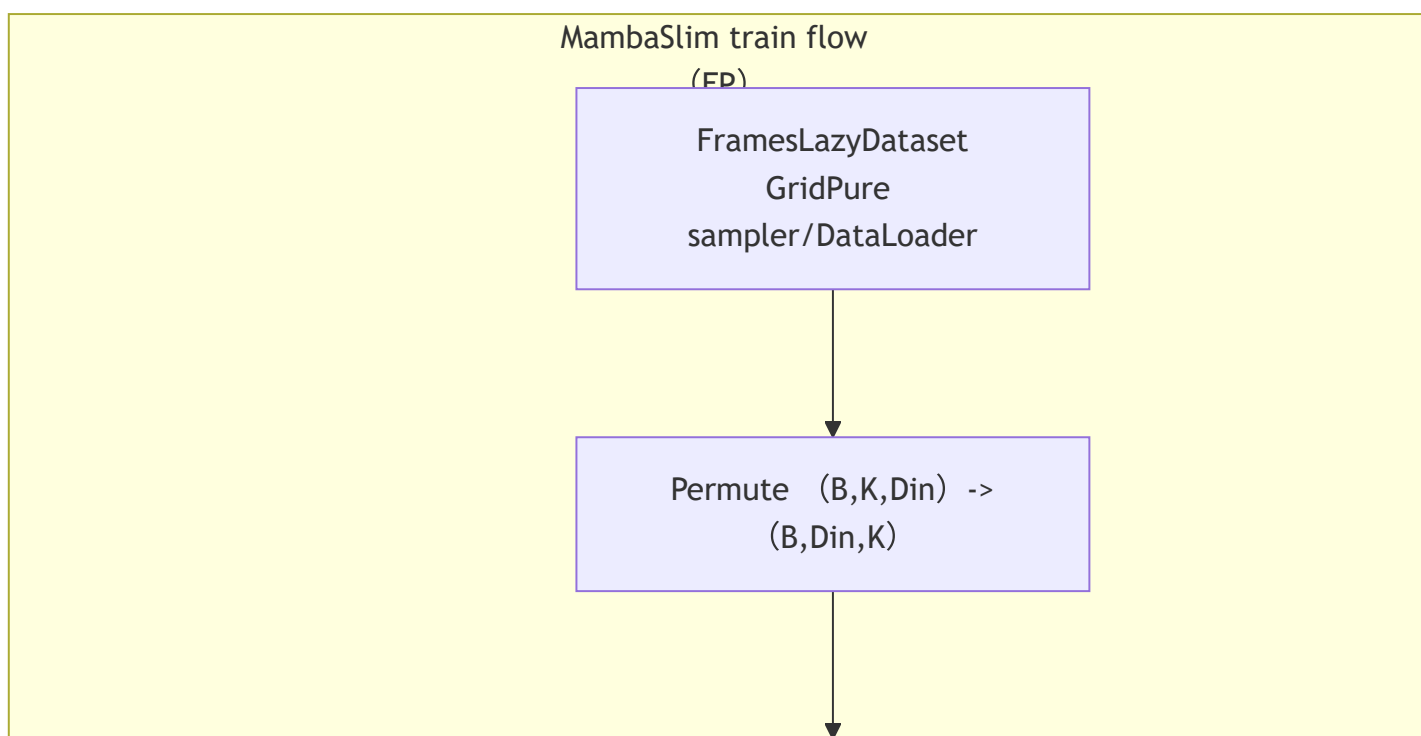 MambaSlim train flow
FramesLazyDataset
GridPure
sampler/DataLoader
Permute （B,K,Din）->
（B,Din,K）